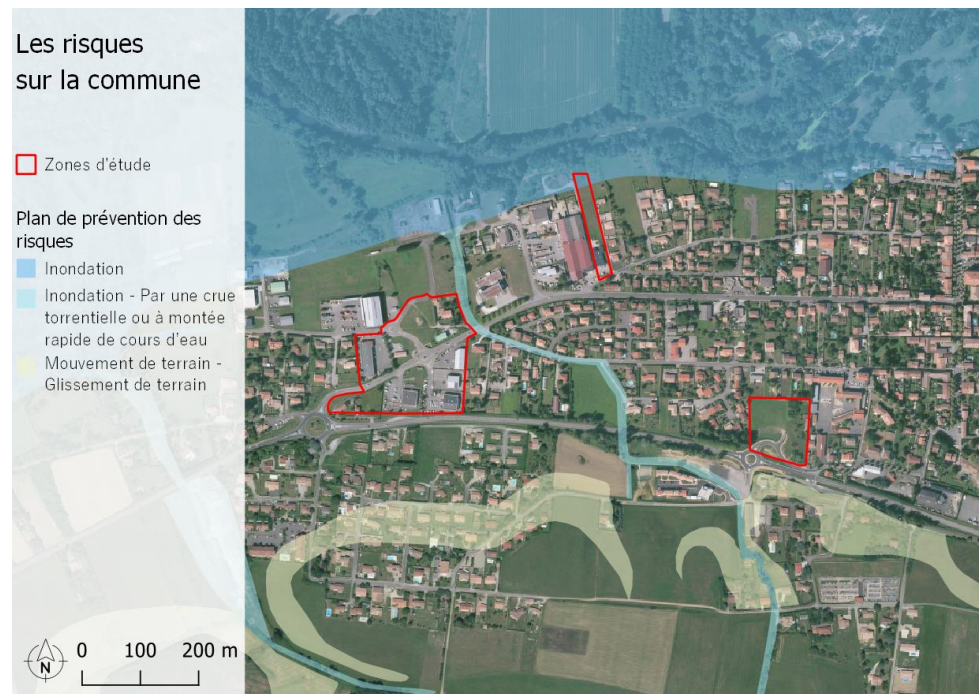 Les risques
sur la commune
Zones d'étude
Plan de prévention des
risques
Inondation
Inondation - Par une crue
torrentielle ou à montée
rapide de cours d'eau
Mouvement de terrain -
Glissement de terrain
N
0 100 200 m